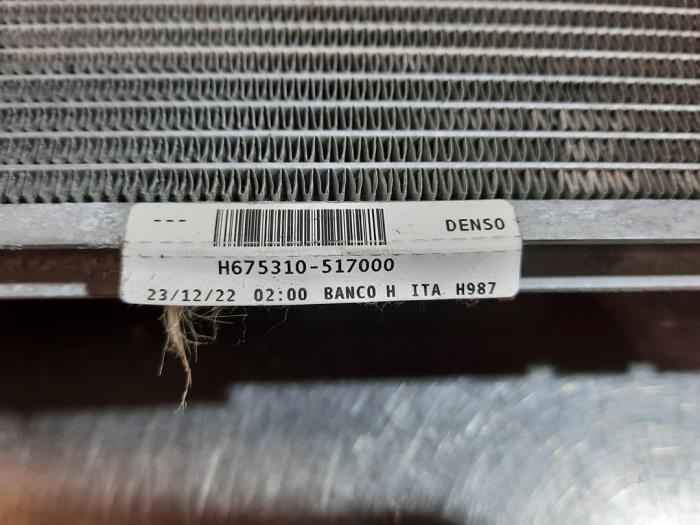 --- DENSO
H675310-517000
23/12/22 02:00 BANCO H ITA H987